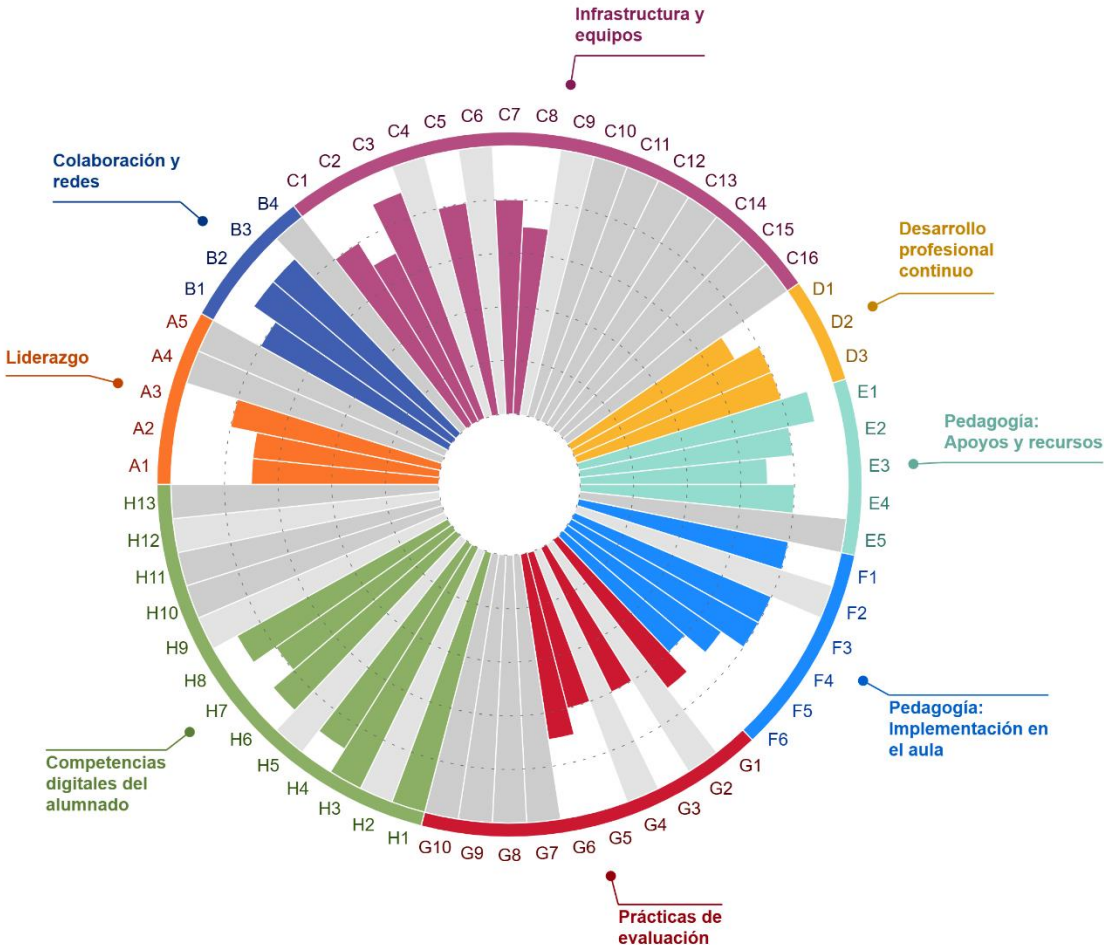 Infrastructura y
equipos
Colaboración y
redes
Desarrollo
profesional
continuo
Liderazgo
Pedagogía:
Apoyos y recursos
Pedagogía:
Implementación en
el aula
Competencias
digitales del
alumnado
Prácticas de
evaluación
A1
A2
A3
A4
A5
B1
B2
B3
B4
C1
C2
C3
C4
C5
C6
C7
C8
C9
C10
C11
C12
C13
C14
C15
C16
D1
D2
D3
E1
E2
E3
E4
E5
F1
F2
F3
F4
F5
F6
G1
G2
G3
G4
G5
G6
G7
G8
G9
G10
H1
H2
H3
H4
H5
H6
H7
H8
H9
H10
H11
H12
H13